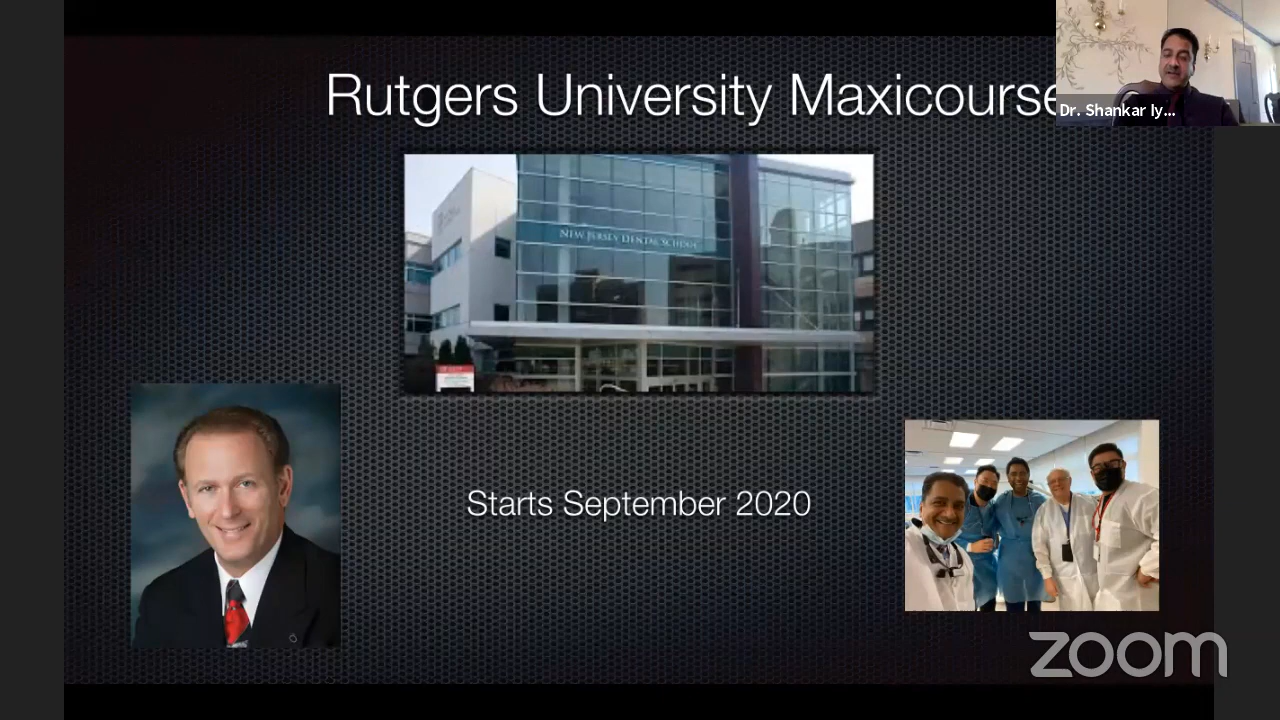 Rutgers University Maxicourse
Dr. Shankar Iy...
NEW JERSEY DENTAL SCHOOL
Starts September 2020
zoom